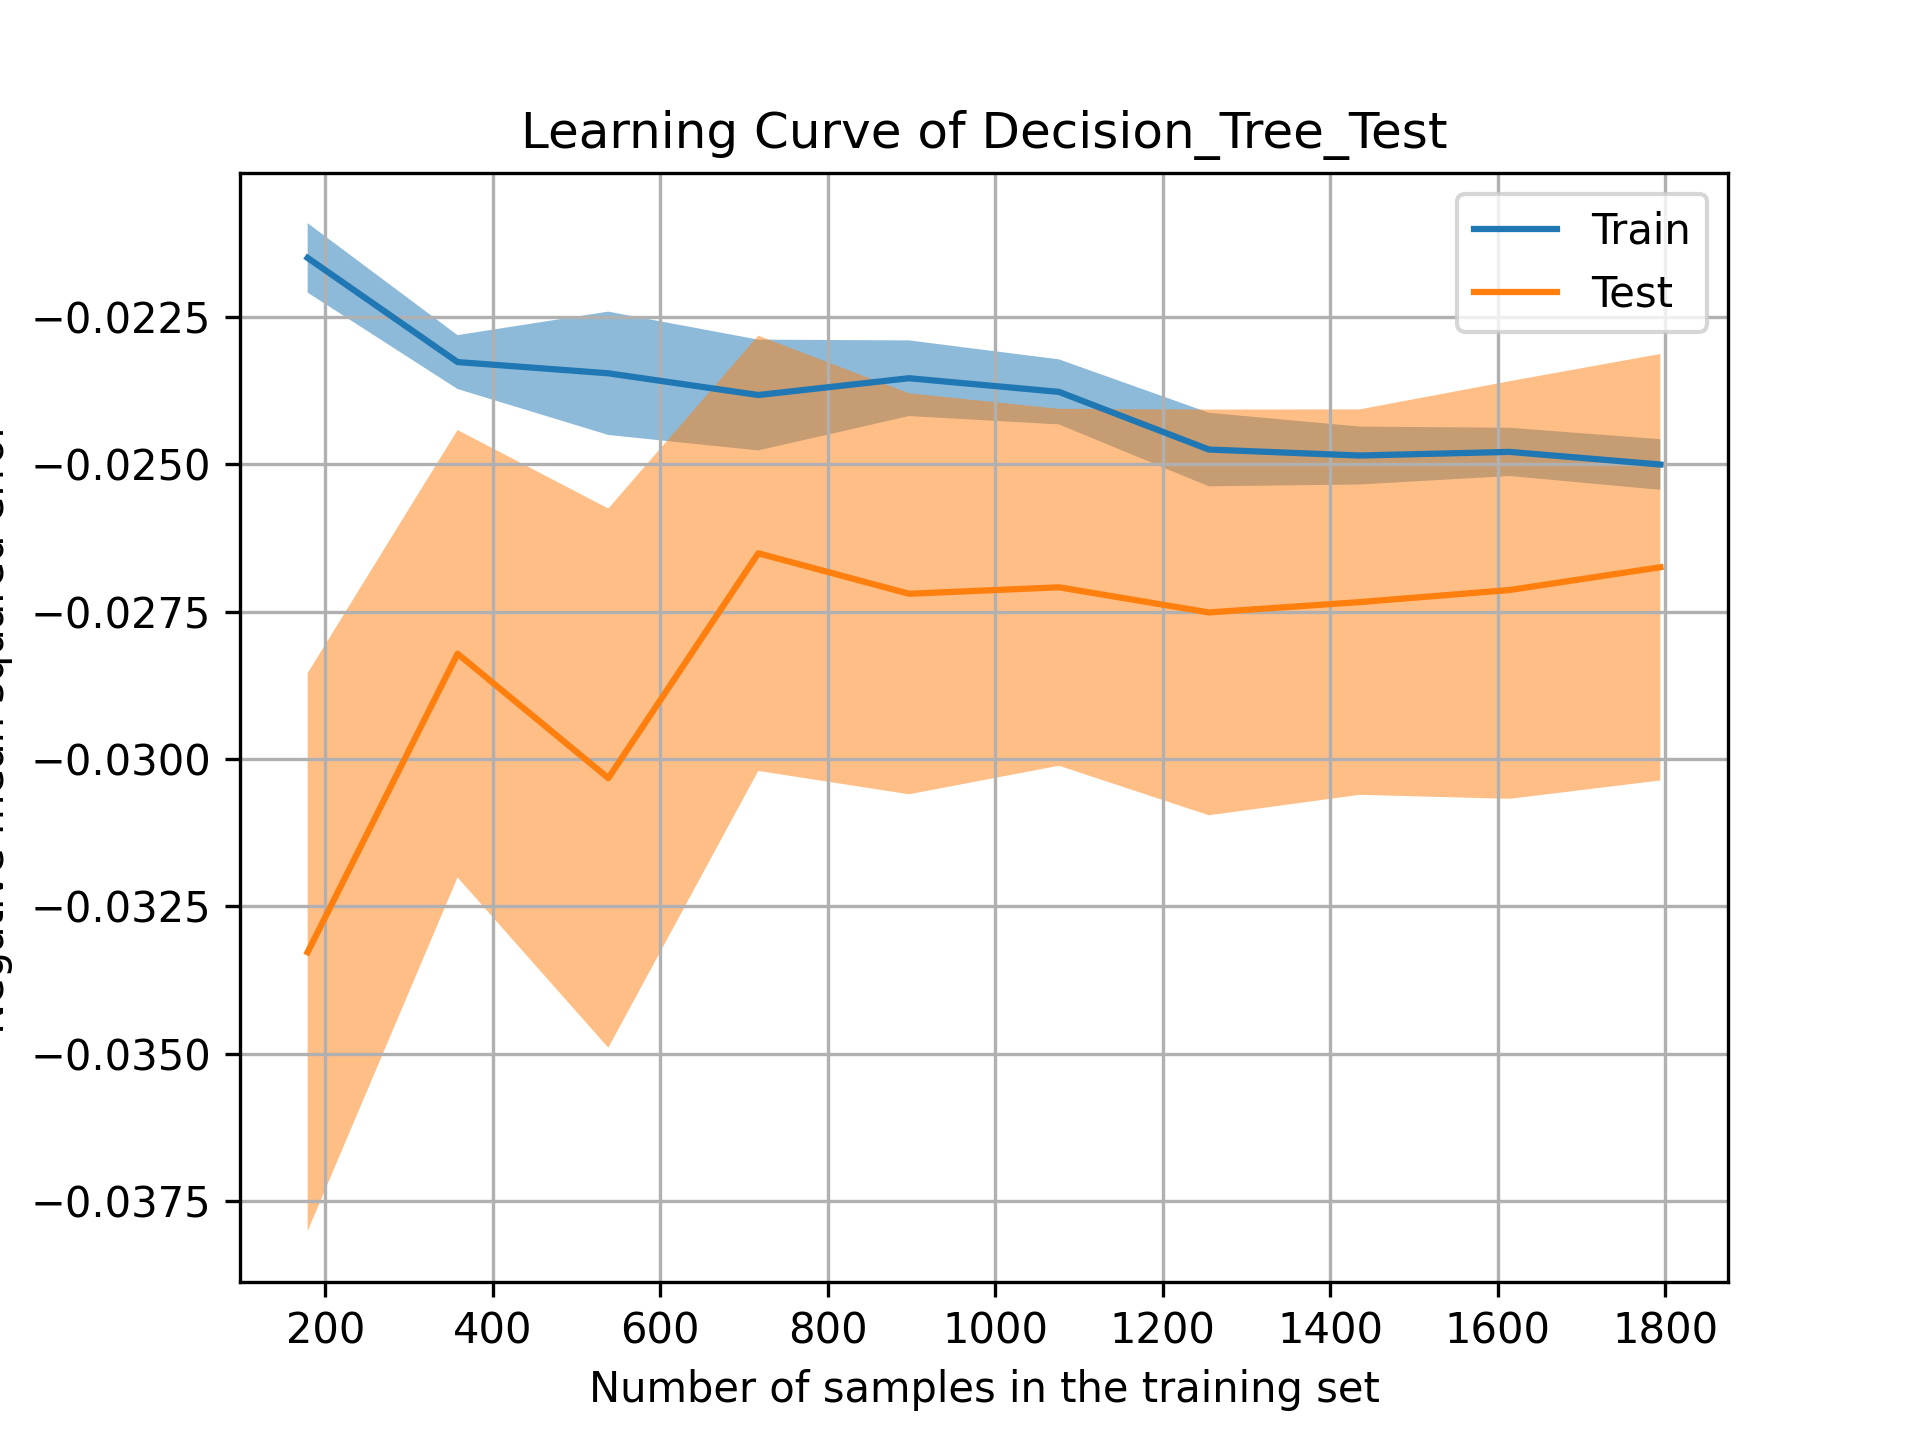 Learning Curve of Decision_Tree_Test
Train
Test
−0.0225
−0.0250
−0.0275
−0.0300
−0.0325
−0.0350
−0.0375
200 400 600 800 1000 1200 1400 1600 1800
Number of samples in the training set